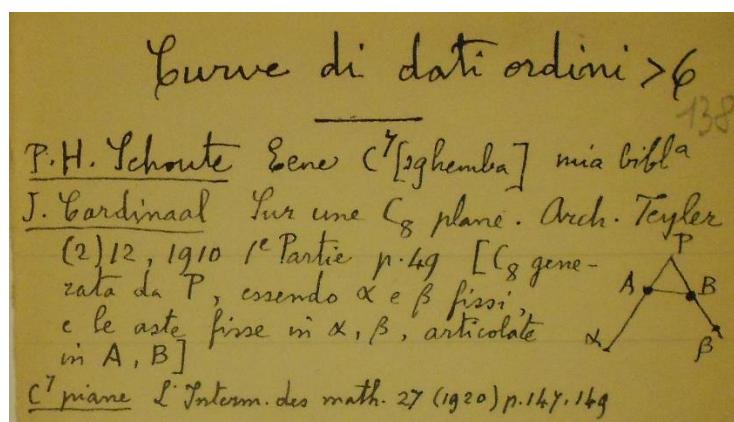 Curve di dati ordini >6
138
P.H. Schoute Eene C⁷ [sghemba] mia bibl.ª
J. Cardinaal Sur une C₈ plane. Arch. Teyler
(2) 12, 1910 1ᵉ Partie p. 49 [C₈ gene-
rata da P, essendo α e β fissi,
e le aste fisse in α, β, articolate
in A, B]
P
A B
α
β
C⁷ piane L'Interm. des math. 27 (1920) p. 147, 149